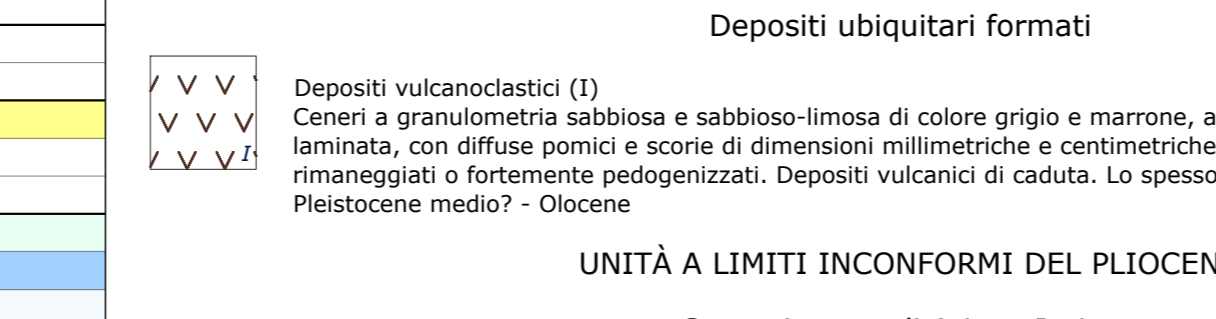 Depositi ubiquitari formati
I
Depositi vulcanoclastici (I)
Ceneri a granulometria sabbiosa e sabbioso-limosa di colore grigio e marrone, a
laminata, con diffuse pomici e scorie di dimensioni millimetriche e centimetriche
rimaneggiati o fortemente pedogenizzati. Depositi vulcanici di caduta. Lo spesso
Pleistocene medio? - Olocene
UNITÀ A LIMITI INCONFORMI DEL PLIOCEN